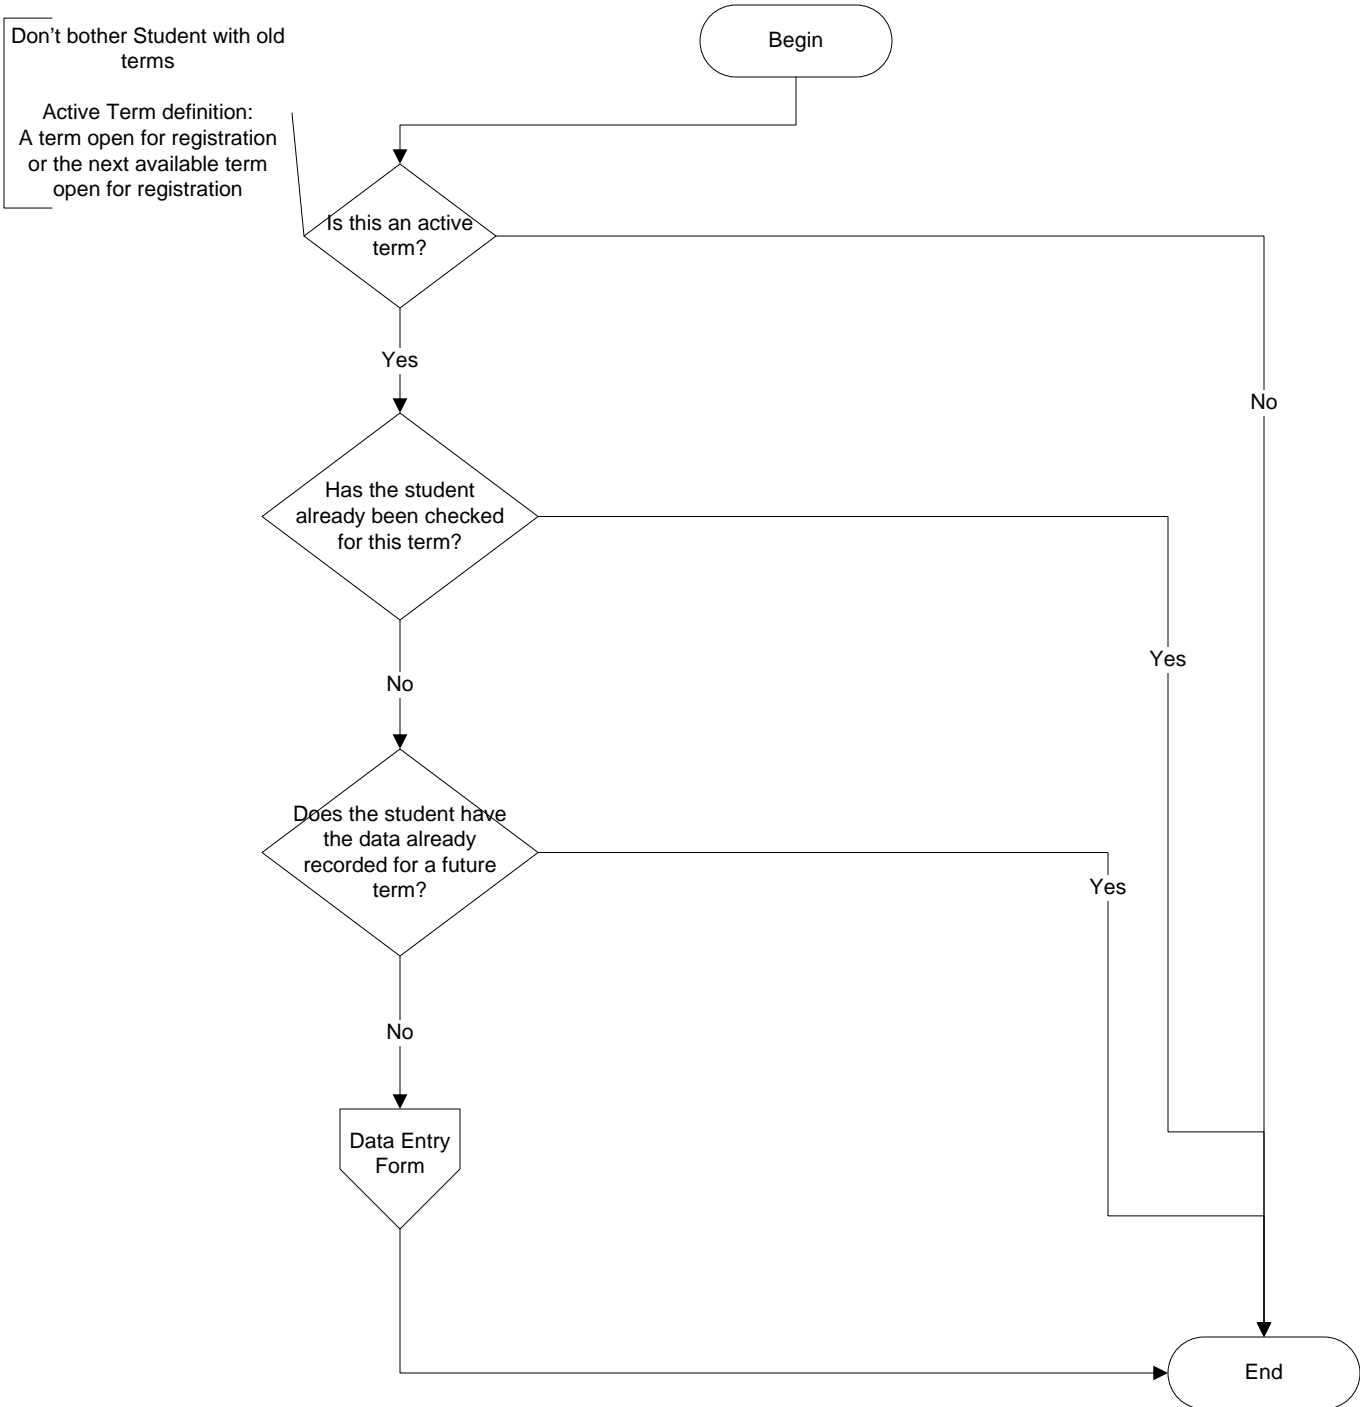 Don't bother Student with old
terms
Active Term definition:
A term open for registration
or the next available term
open for registration
Begin
Is this an active
term?
Yes
No
Has the student
already been checked
for this term?
Yes
No
Does the student have
the data already
recorded for a future
term?
Yes
No
Data Entry
Form
End